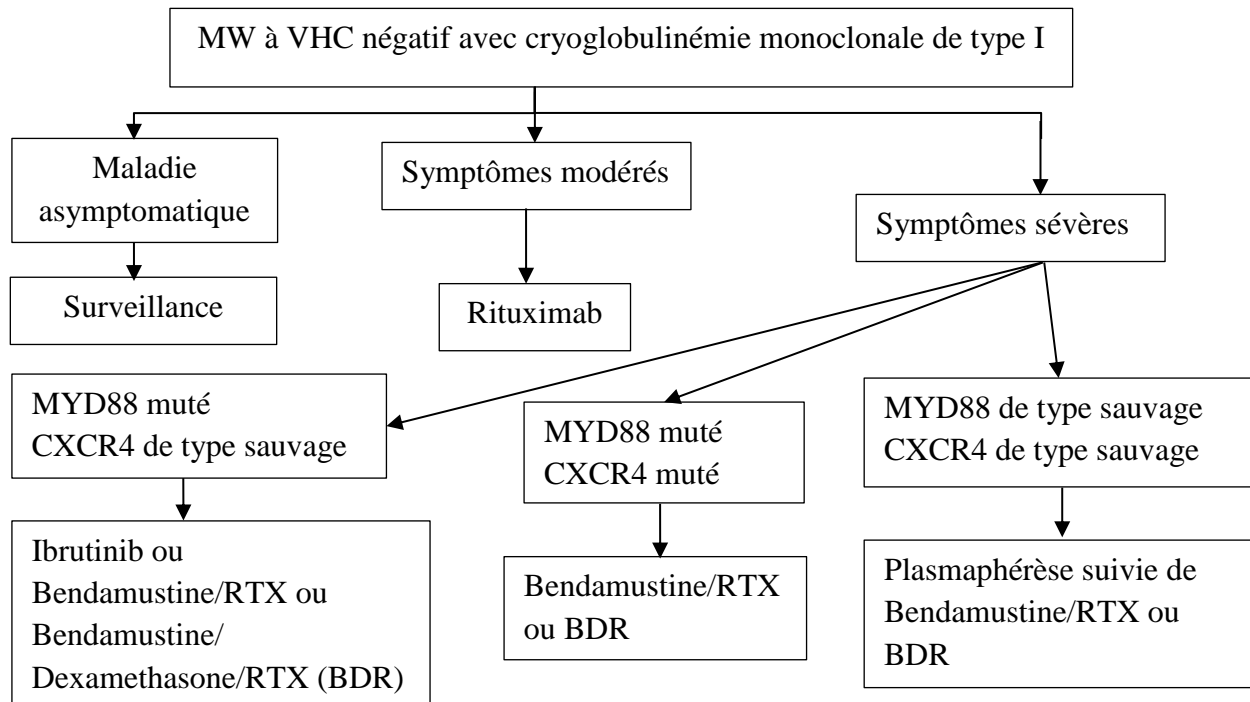 MW à VHC négatif avec cryoglobulinémie monoclonale de type I
Maladie
asymptomatique
Symptômes modérés
Symptômes sévères
Surveillance
Rituximab
MYD88 muté
CXCR4 de type sauvage
MYD88 muté
CXCR4 muté
MYD88 de type sauvage
CXCR4 de type sauvage
Ibrutinib ou
Bendamustine/RTX ou
Bendamustine/
Dexamethasone/RTX (BDR)
Bendamustine/RTX
ou BDR
Plasmaphérèse suivie de
Bendamustine/RTX ou
BDR